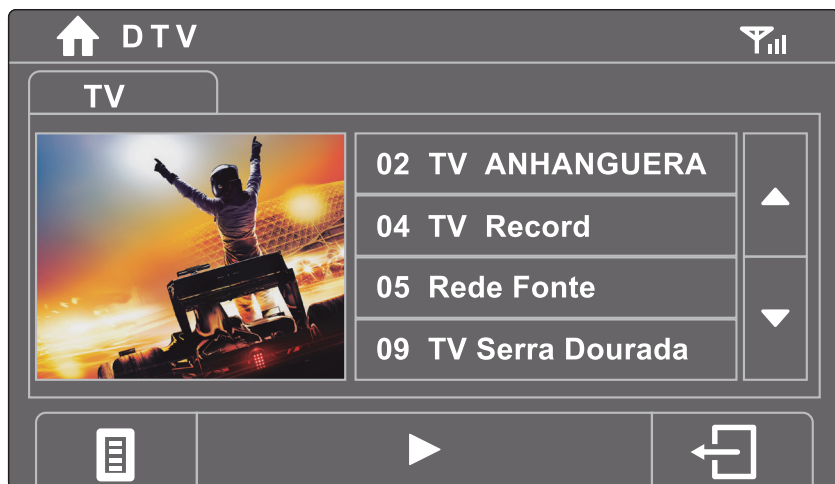 DTV
TV
02 TV ANHANGUERA
04 TV Record
05 Rede Fonte
09 TV Serra Dourada